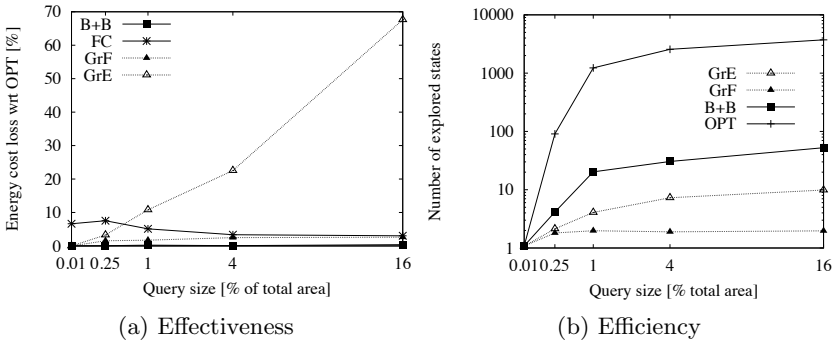 Energy cost loss wrt OPT [%]
70
60
50
40
30
20
10
0
B+B
FC
GrF
GrE
0.01
0.25
1
4
16
Query size [% of total area]
(a) Effectiveness
Number of explored states
10000
1000
100
10
1
GrE
GrF
B+B
OPT
0.01
0.25
1
4
16
Query size [% total area]
(b) Efficiency